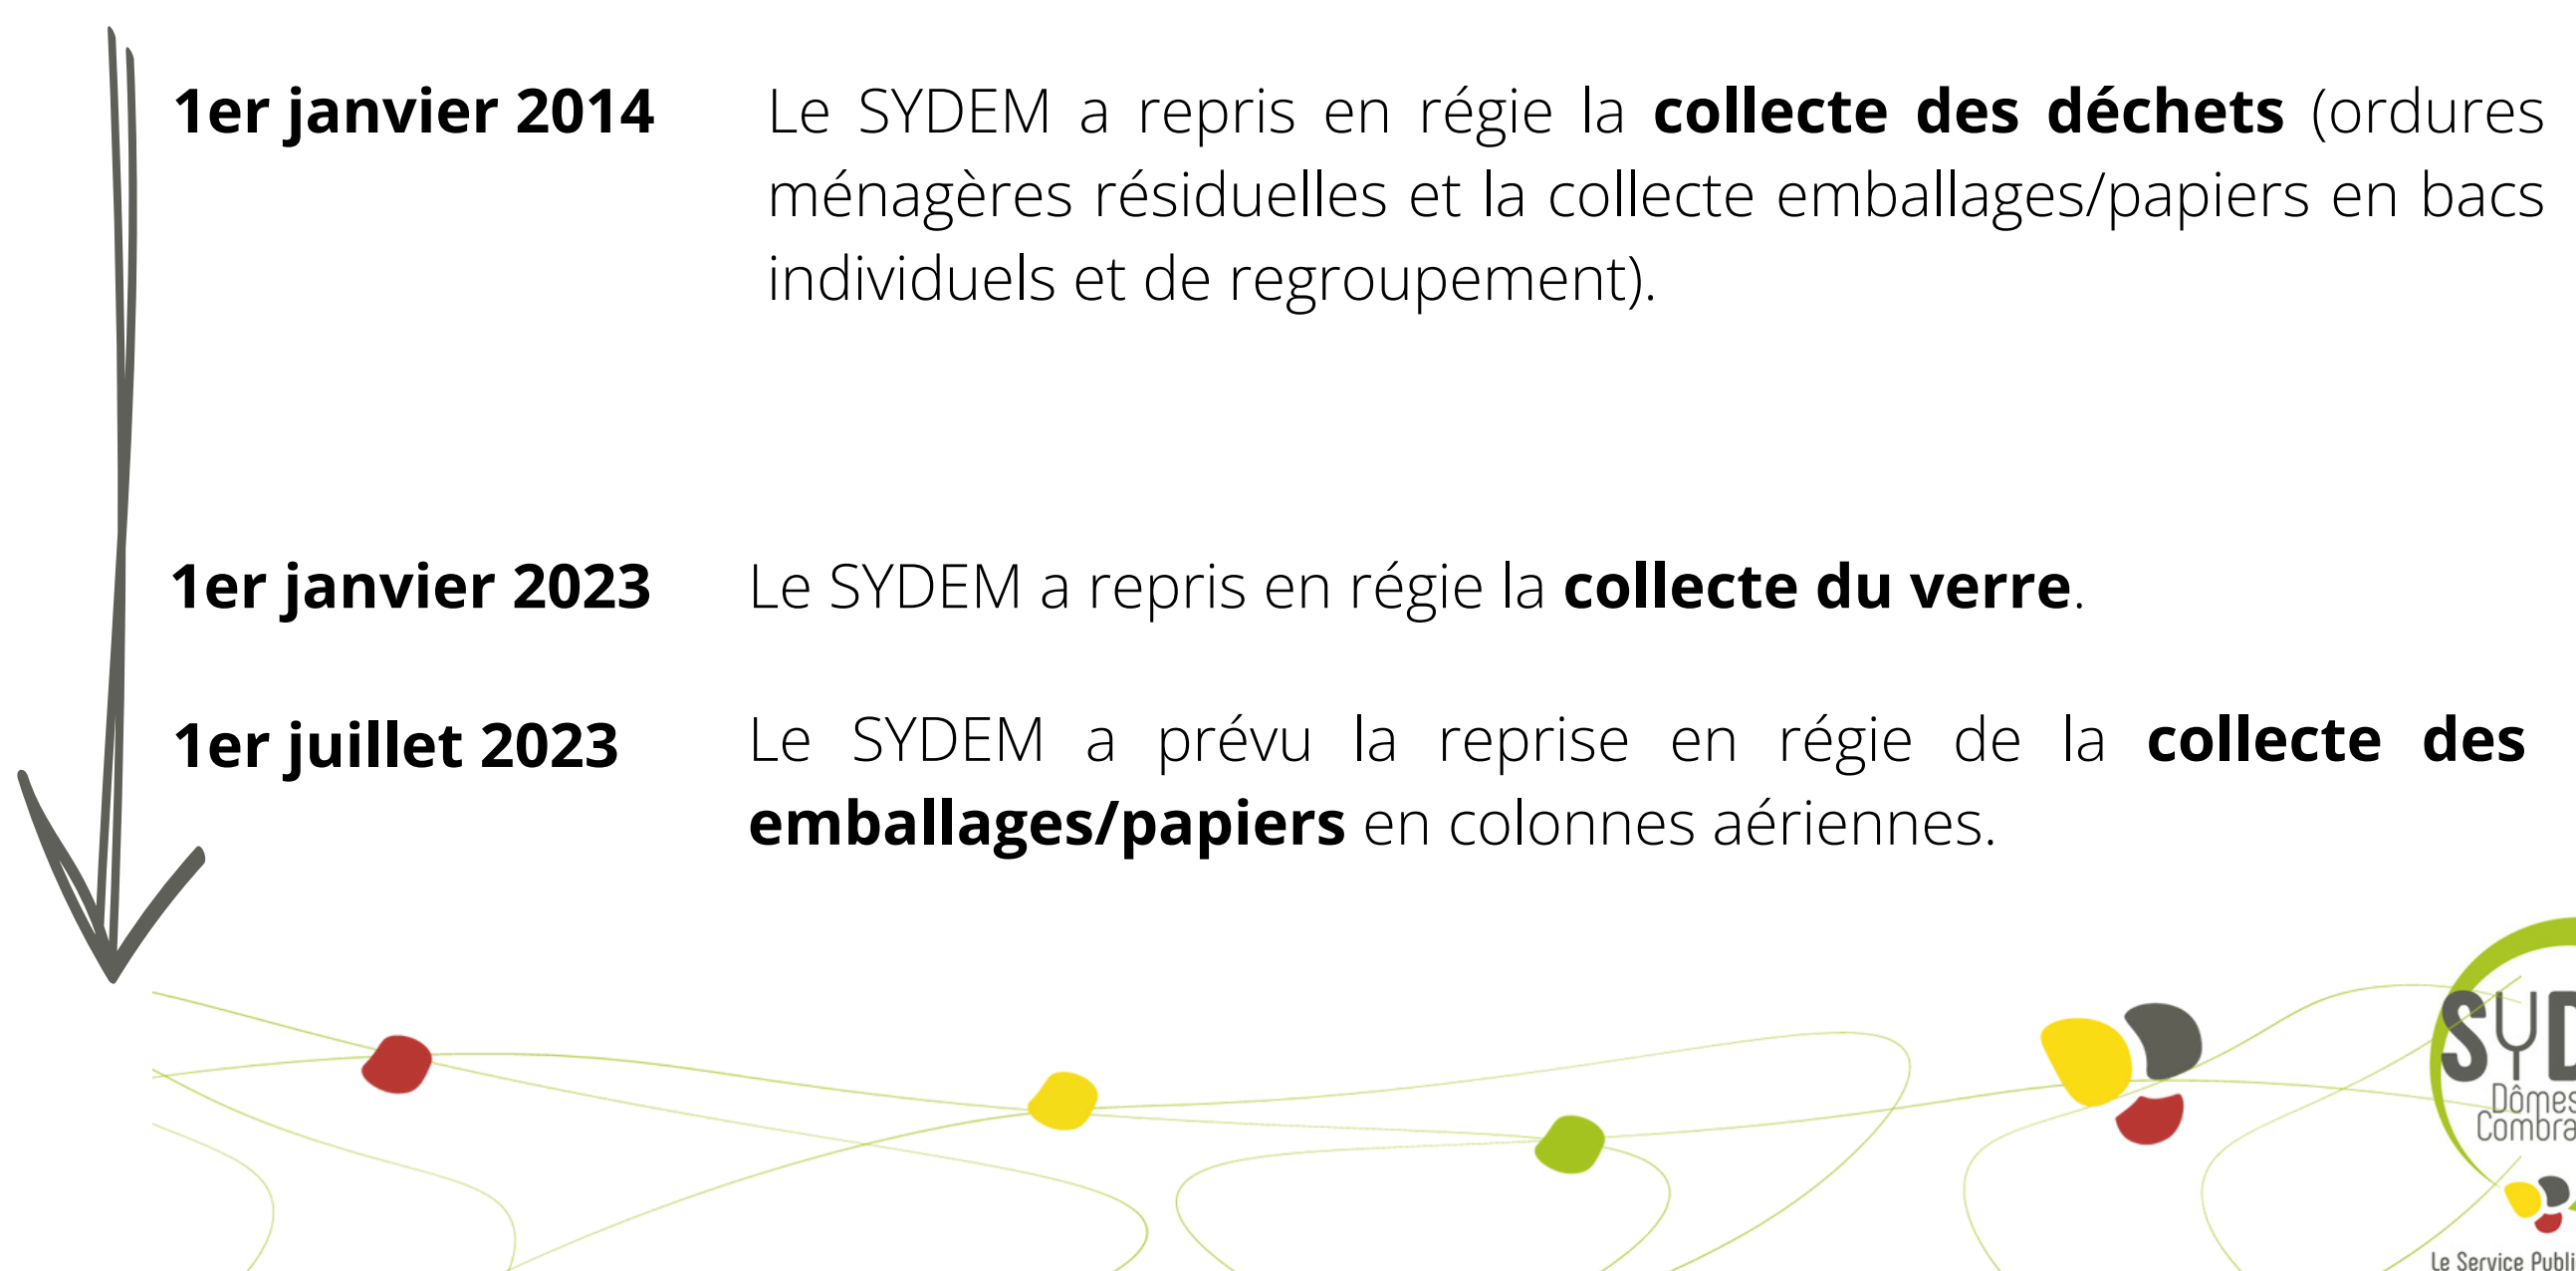 1er janvier 2014
Le SYDEM a repris en régie la collecte des déchets (ordures
ménagères résiduelles et la collecte emballages/papiers en bacs
individuels et de regroupement).
1er janvier 2023
Le SYDEM a repris en régie la collecte du verre.
1er juillet 2023
Le SYDEM a prévu la reprise en régie de la collecte des
emballages/papiers en colonnes aériennes.
Le Service